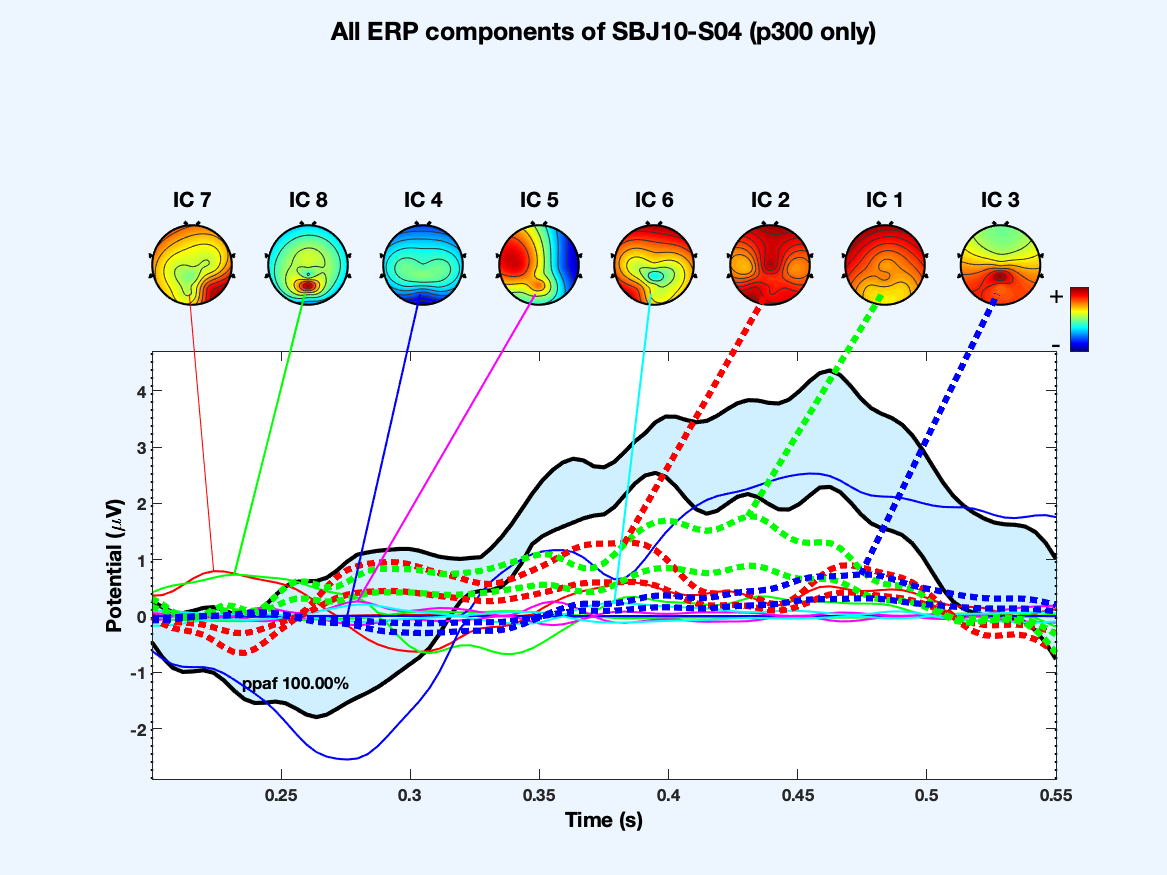 All ERP components of SBJ10-S04 (p300 only)
IC 7 IC 8 IC 4 IC 5 IC 6 IC 2 IC 1 IC 3
+
-
4
3
2
1
0
-1
-2
Potential (μV)
ppaf 100.00%
0.25 0.3 0.35 0.4 0.45 0.5 0.55
Time (s)